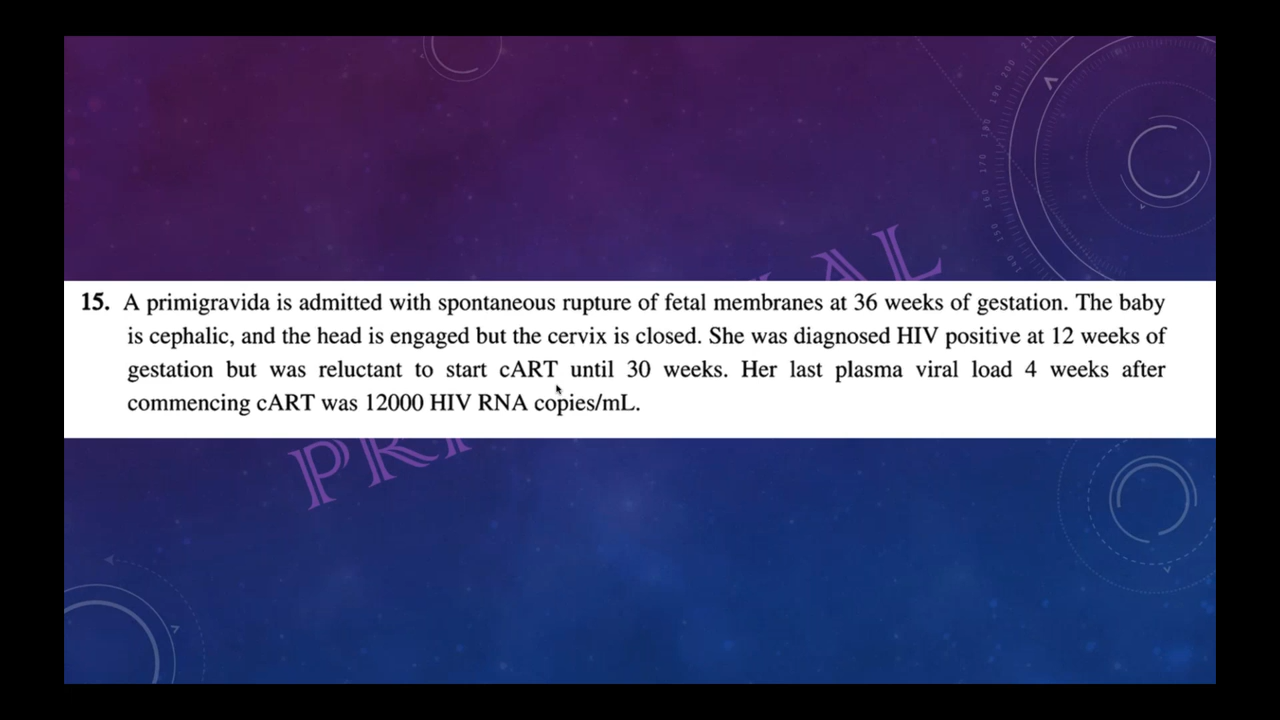 15. A primigravida is admitted with spontaneous rupture of fetal membranes at 36 weeks of gestation. The baby
is cephalic, and the head is engaged but the cervix is closed. She was diagnosed HIV positive at 12 weeks of
gestation but was reluctant to start cART until 30 weeks. Her last plasma viral load 4 weeks after
commencing cART was 12000 HIV RNA copies/mL.